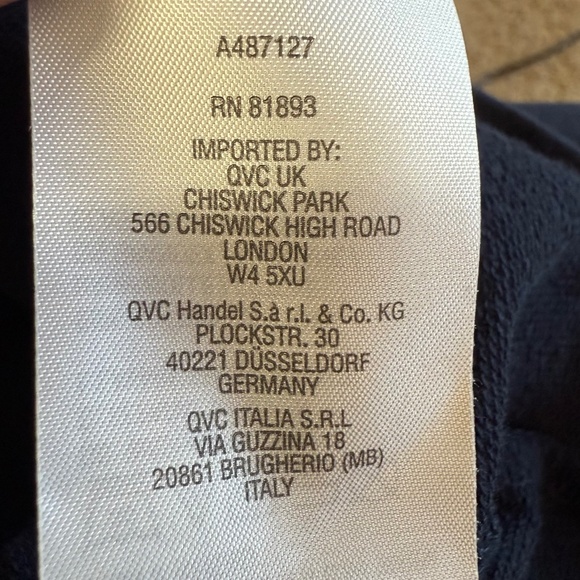 A487127
RN 81893
IMPORTED BY:
QVC UK
CHISWICK PARK
566 CHISWICK HIGH ROAD
LONDON
W4 5XU
QVC Handel S.à r.l. & Co. KG
PLOCKSTR. 30
40221 DÜSSELDORF
GERMANY
QVC ITALIA S.R.L
VIA GUZZINA 18
20861 BRUGHERIO (MB)
ITALY